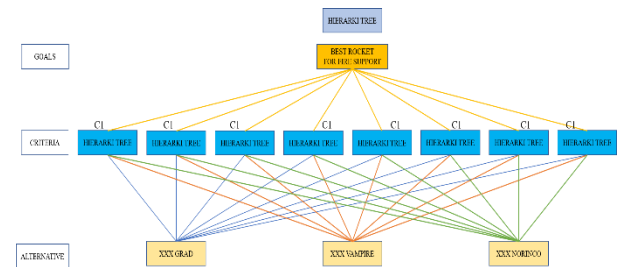 HIERARKI TREE
GOALS
BEST ROCKET
FOR FIRE SUPPORT
C1 C1 C1 C1 C1 C1 C1 C1
CRITERIA
HIERARKI TREE HIERARKI TREE HIERARKI TREE HIERARKI TREE HIERARKI TREE HIERARKI TREE HIERARKI TREE HIERARKI TREE
ALTERNATIVE
XXX GRAD XXX VAMPIRE XXX NORINCO